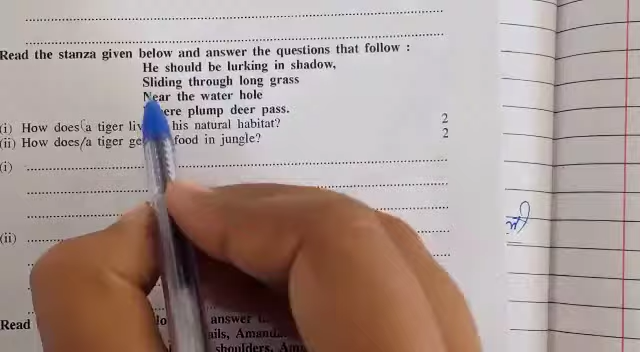 Read the stanza given below and answer the questions that follow :
He should be lurking in shadow,
Sliding through long grass
Near the water hole
ere plump deer pass.
(i) How does a tiger liv his natural habitat? 2
(ii) How does a tiger ge food in jungle? 2
(i)
(ii)
Read answer
ails, Amanda
shoulders,